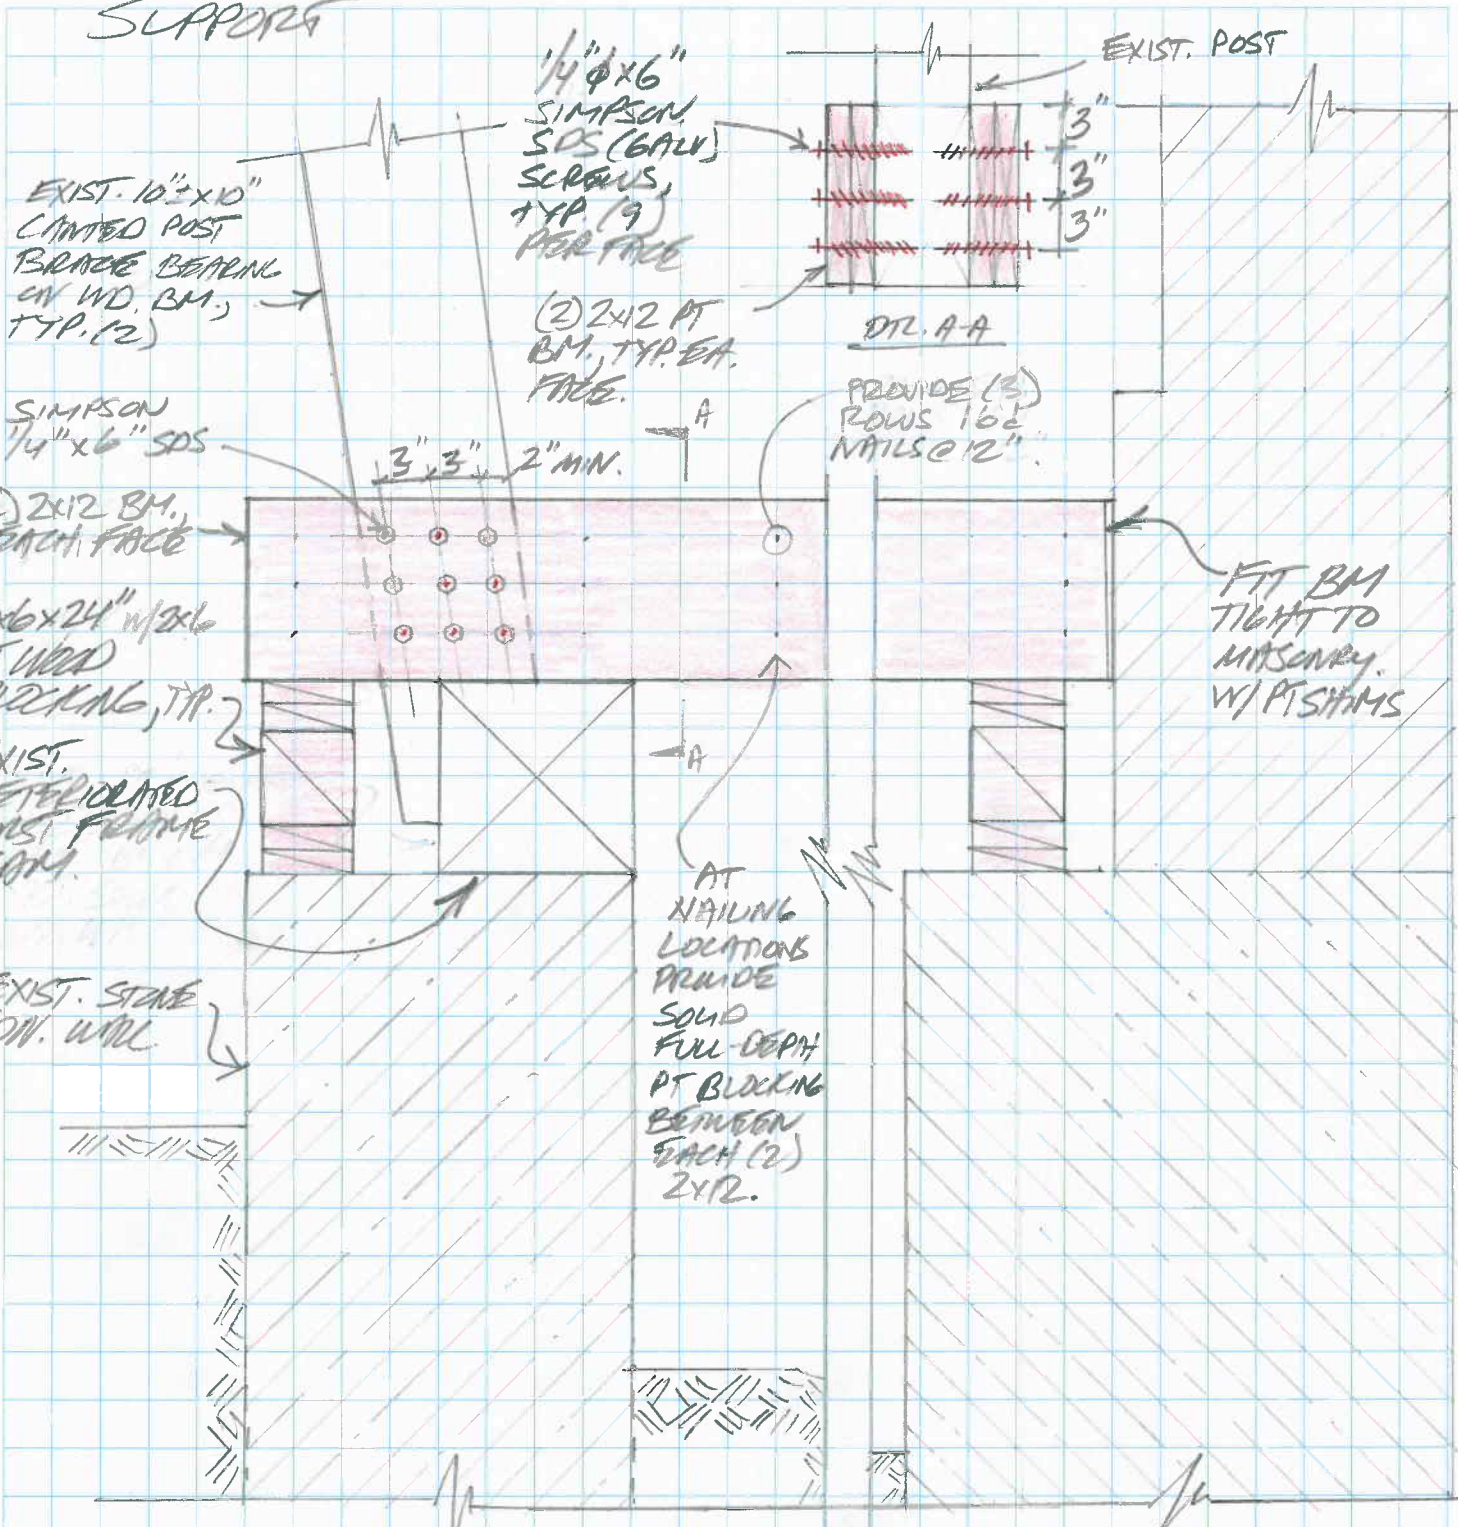 SUPPORT
1/4"ɸx6"
SIMPSON
SDS (GALV)
SCREWS,
TYP. (9)
PER FACE
EXIST. POST
3"
3"
3"
EXIST. 10"±x10"
CANTED POST
BRACE BEARING
ON WD. BM.,
TYP. (2)
(2) 2x12 PT
BM., TYP. EA.
FACE.
DTL. A-A
SIMPSON
1/4"x6" SDS
3" 3" 2" MIN.
A
PROVIDE (3)
ROWS 16d
NAILS @ 12".
) 2x12 BM.,
EACH FACE
x6x24" w/2x6
WOOD
BLOCKING, TYP.
FIT BM
TIGHT TO
MASONRY.
W/ PT SHIMS
A
EXIST.
DETERIORATED
FRAME
BEAM.
AT
NAILING
LOCATIONS
PROVIDE
SOLID
FULL-DEPTH
PT BLOCKING
BETWEEN
EACH (2)
2x12.
EXIST. STONE
FDN. WALL